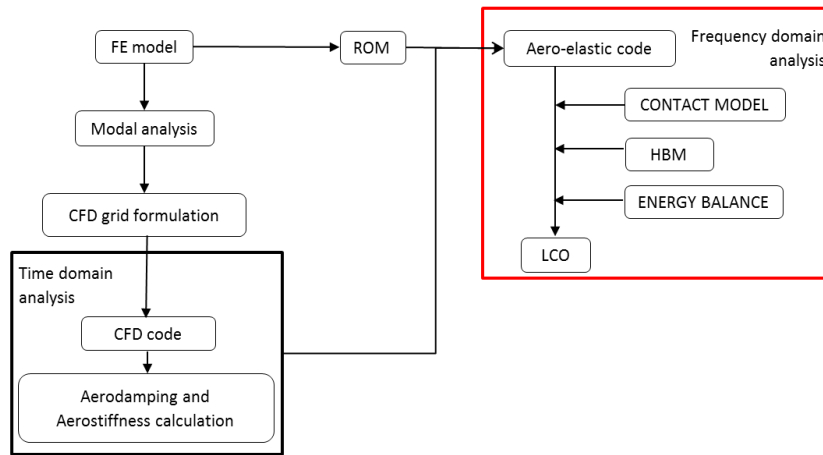 FE model
ROM
Aero-elastic code
Frequency domain
analysis
CONTACT MODEL
Modal analysis
HBM
CFD grid formulation
ENERGY BALANCE
LCO
Time domain
analysis
CFD code
Aerodamping and
Aerostiffness calculation